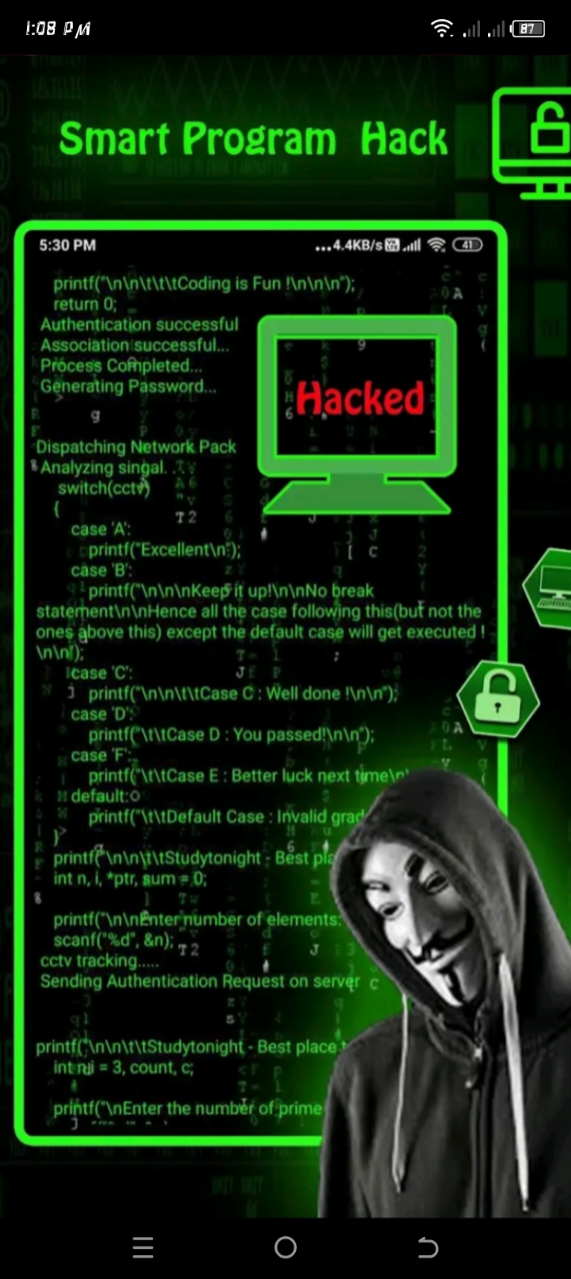 1:08 PM
87
Smart Program Hack
5:30 PM
...4.4KB/s
41
printf("\n\n\t\t\tCoding is Fun !\n\n\n");
return 0;
Authentication successful
Association successful...
Process Completed...
Generating Password...
Hacked
Dispatching Network Pack
Analyzing singal. .
switch(cctv)
{
case 'A':
printf("Excellent\n");
case 'B':
printf("\n\n\nKeep it up!\n\nNo break
statement\n\nHence all the case following this(but not the
ones above this) except the default case will get executed !
\n\n");
case 'C':
printf("\n\n\t\tCase C : Well done !\n\n");
case 'D':
printf("\t\tCase D : You passed!\n\n");
case 'F':
printf("\t\tCase E : Better luck next time\n
default:
printf("\t\tDefault Case : Invalid grad
}
printf("\n\n\t\tStudytonight - Best pla
int n, i, *ptr, sum = 0;
printf("\n\nEnter number of elements:
scanf("%d", &n);
cctv tracking.....
Sending Authentication Request on server
printf("\n\n\t\tStudytonight - Best place
= 3, count, c;
printf("\nEnter the number of prime